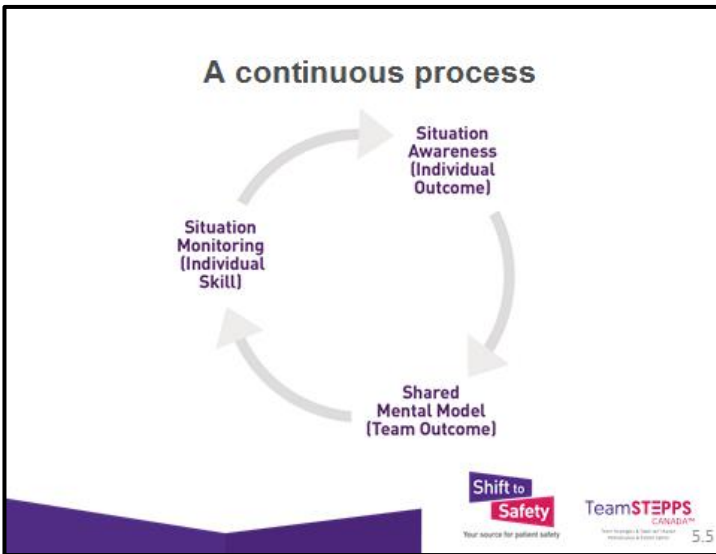 A continuous process
Situation
Awareness
(Individual
Outcome)
Situation
Monitoring
(Individual
Skill)
Shared
Mental Model
(Team Outcome)
Shift to
Safety
Your source for patient safety
TeamSTEPPS
CANADA™
5.5